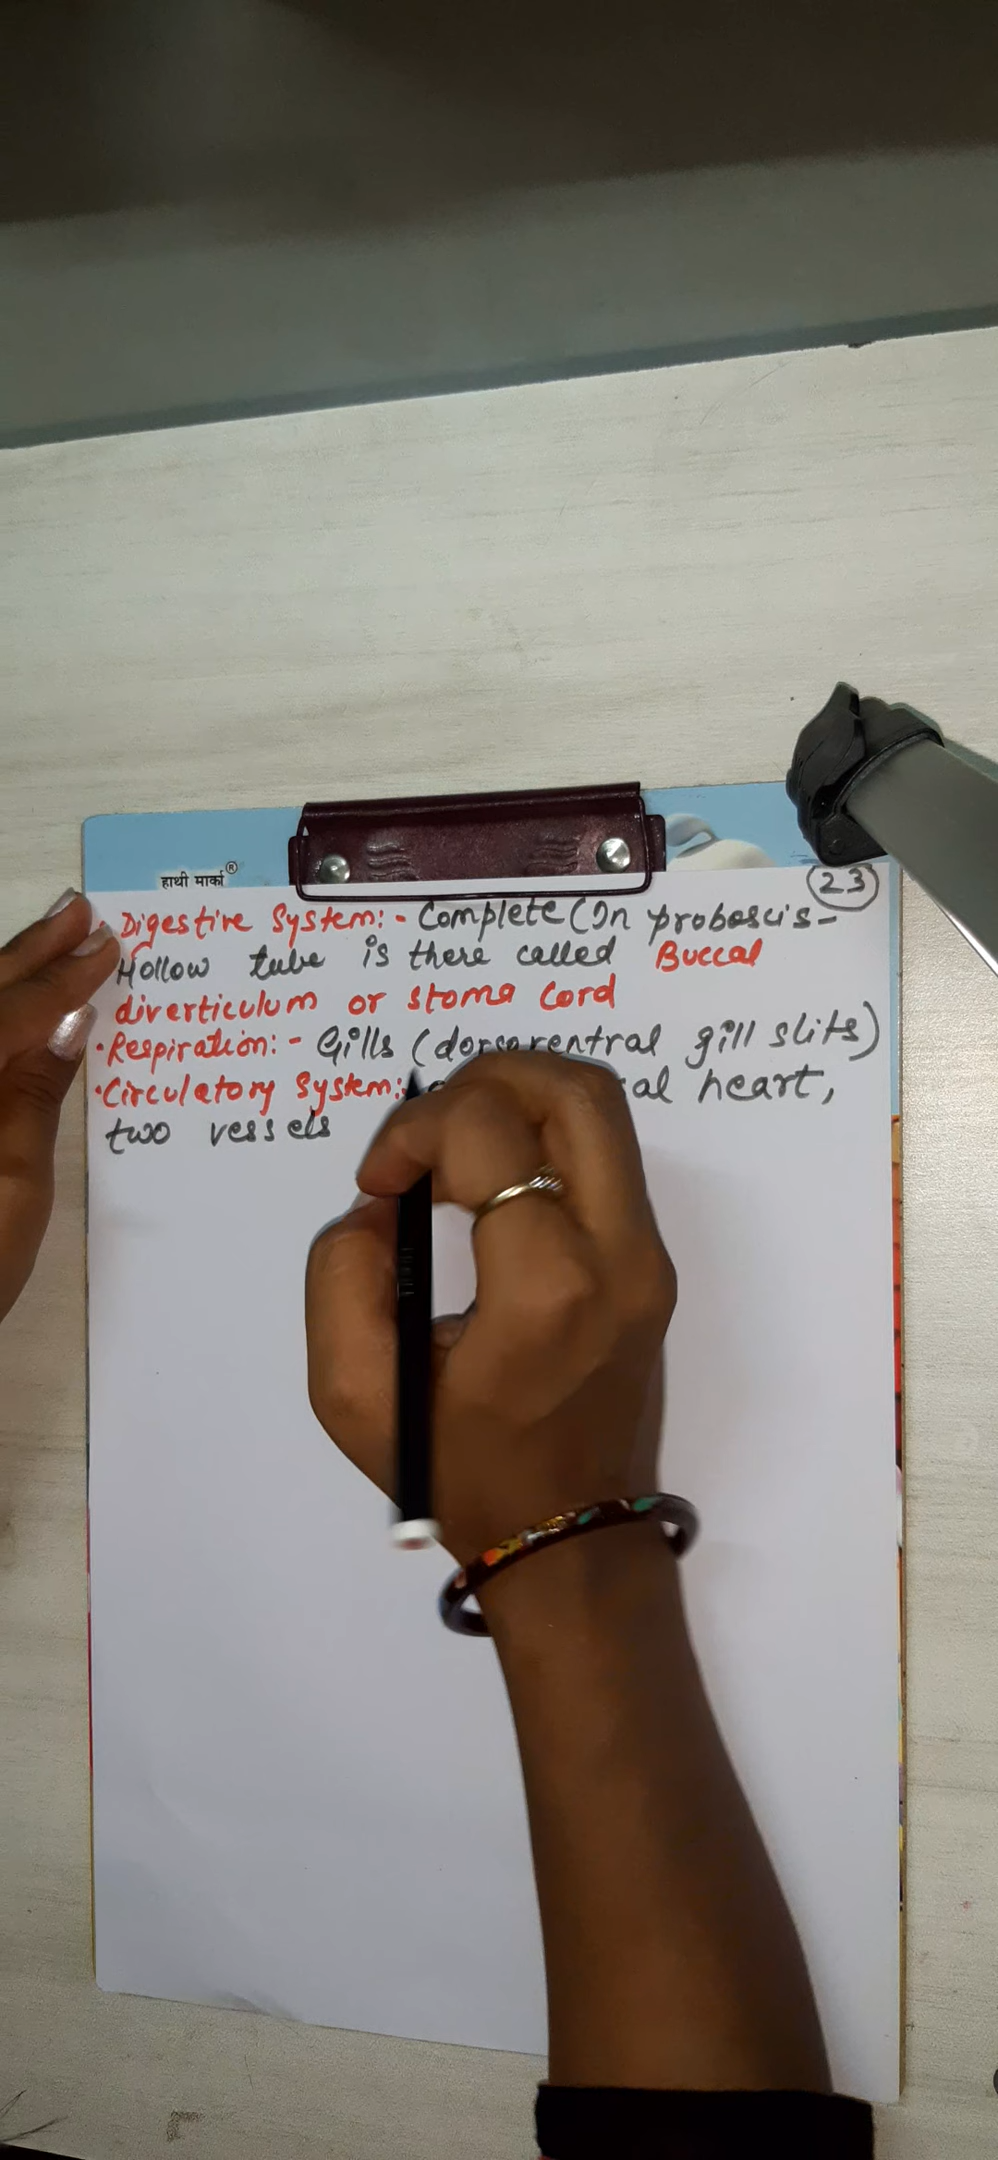 हाथी मार्का®
23
• Digestive System:- Complete (In proboscis-
Hollow tube is there called Buccal
diverticulum or stomo Cord
• Respiration:- Gills (dorsoventral gill slits)
• Circulatory System:- heart,
two vessels